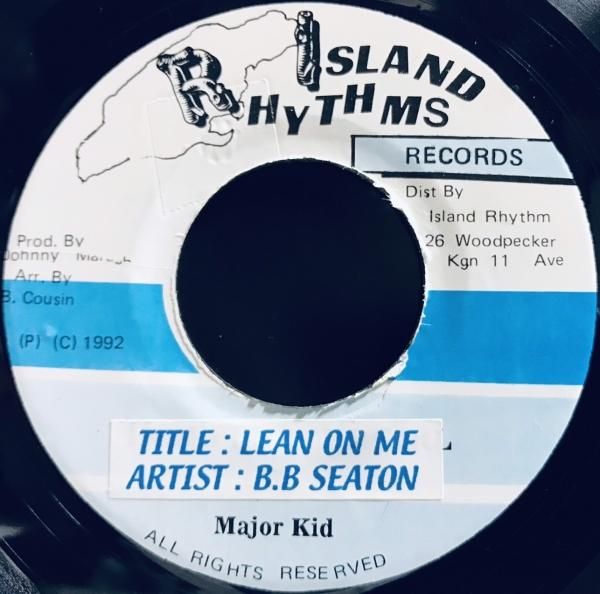 ISLAND
RHYTHMS
RECORDS
Dist By
Island Rhythm
26 Woodpecker
Kgn 11 Ave
Prod. By
Johnny
Arr. By
B. Cousin
(P) (C) 1992
TITLE : LEAN ON ME
ARTIST : B.B SEATON
Major Kid
ALL RIGHTS RESERVED